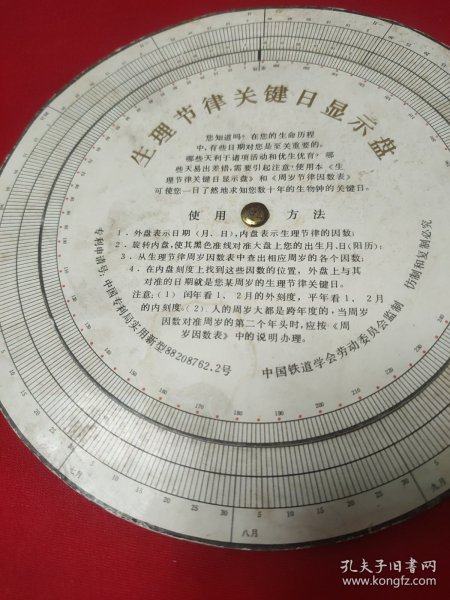 生理节律关键日显示盘
您知道吗？在您的生命历程
中，有些日期对您是至关重要的，
哪些天利于诸项活动和优生优育？哪
些天易出差错，需要引起注意。使用本《生
理节律关键日显示盘》和《周岁节律因数表》
可使您一目了然地求知您数十年的生物钟的关键日。
使用方法
1．外盘表示日期（月、日），内盘表示生理节律的因数；
2．旋转内盘，使其黑色准线对准大盘上您的出生月、日（阳历）；
3．从生理节律周岁因数表中查出相应周岁的各个因数；
4．在内盘刻度上找到这些因数的位置，外盘上与其
对准的日期就是您某周岁的生理节律关键日。
注意：（1）闰年看1、2月的外刻度，平年看1、2月
的内刻度。（2）人的周岁大都是跨年度的，当周岁
因数对准周岁的第二个年头时，应按《周
岁因数表》中的说明办理。
专利申请号：中国专利局实用新型88208762.2号
中国铁道学会劳动委员会监制
仿制和复制必究
七月
八月
九月
孔夫子旧书网
www.kongfz.com